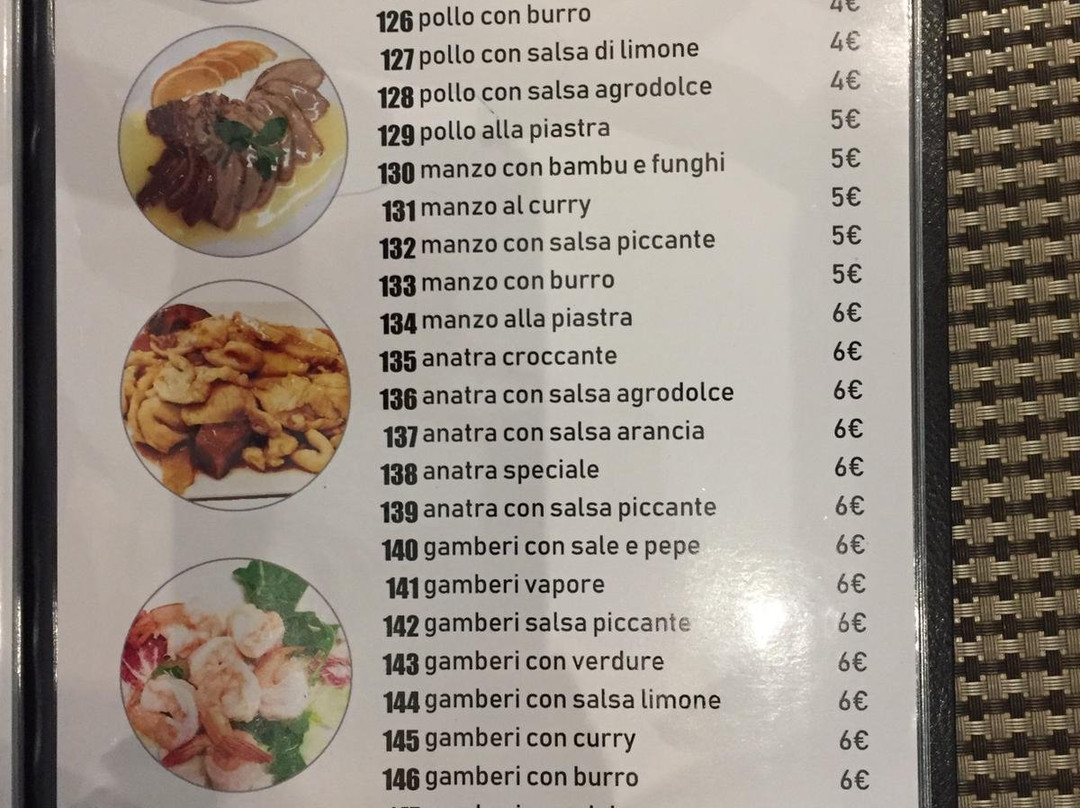 126 pollo con burro 4€
127 pollo con salsa di limone 4€
128 pollo con salsa agrodolce 4€
129 pollo alla piastra 5€
130 manzo con bambu e funghi 5€
131 manzo al curry 5€
132 manzo con salsa piccante 5€
133 manzo con burro 5€
134 manzo alla piastra 6€
135 anatra croccante 6€
136 anatra con salsa agrodolce 6€
137 anatra con salsa arancia 6€
138 anatra speciale 6€
139 anatra con salsa piccante 6€
140 gamberi con sale e pepe 6€
141 gamberi vapore 6€
142 gamberi salsa piccante 6€
143 gamberi con verdure 6€
144 gamberi con salsa limone 6€
145 gamberi con curry 6€
146 gamberi con burro 6€